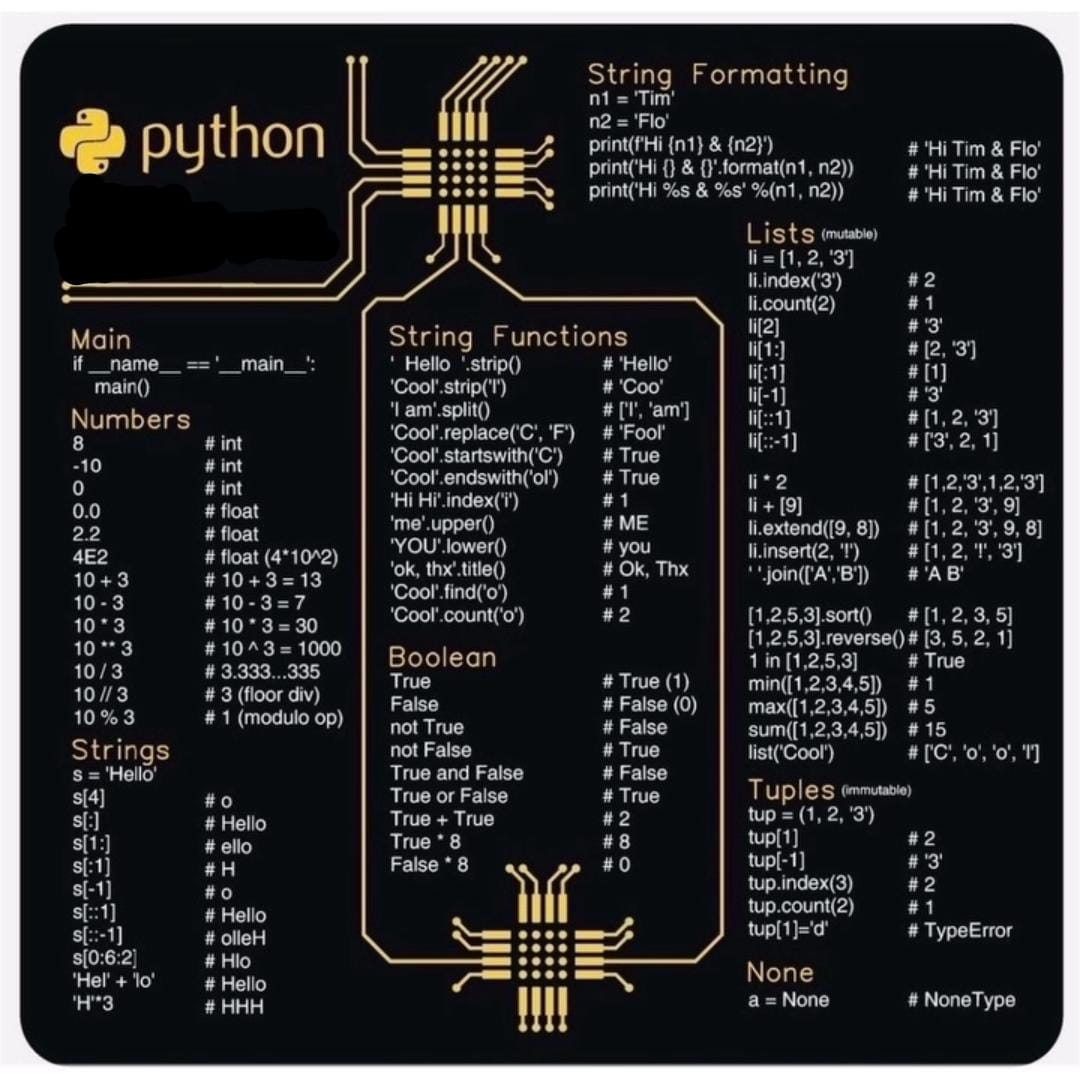 python
Main
if __name__ == '__main__':
main()
Numbers
8 # int
-10 # int
0 # int
0.0 # float
2.2 # float
4E2 # float (4*10^2)
10 + 3 # 10 + 3 = 13
10 - 3 # 10 - 3 = 7
10 * 3 # 10 * 3 = 30
10 ** 3 # 10 ^ 3 = 1000
10 / 3 # 3.333...335
10 // 3 # 3 (floor div)
10 % 3 # 1 (modulo op)
Strings
s = 'Hello'
s[4] # o
s[:] # Hello
s[1:] # ello
s[:1] # H
s[-1] # o
s[::1] # Hello
s[::-1] # olleH
s[0:6:2] # Hlo
'Hel' + 'lo' # Hello
'H'*3 # HHH
String Functions
' Hello '.strip() # 'Hello'
'Cool'.strip('l') # 'Coo'
'I am'.split() # ['I', 'am']
'Cool'.replace('C', 'F') # 'Fool'
'Cool'.startswith('C') # True
'Cool'.endswith('ol') # True
'Hi Hi'.index('i') # 1
'me'.upper() # ME
'YOU'.lower() # you
'ok, thx'.title() # Ok, Thx
'Cool'.find('o') # 1
'Cool'.count('o') # 2
Boolean
True # True (1)
False # False (0)
not True # False
not False # True
True and False # False
True or False # True
True + True # 2
True * 8 # 8
False * 8 # 0
String Formatting
n1 = 'Tim'
n2 = 'Flo'
print(f'Hi {n1} & {n2}') # 'Hi Tim & Flo'
print('Hi {} & {}'.format(n1, n2)) # 'Hi Tim & Flo'
print('Hi %s & %s' %(n1, n2)) # 'Hi Tim & Flo'
Lists (mutable)
li = [1, 2, '3']
li.index('3') # 2
li.count(2) # 1
li[2] # '3'
li[1:] # [2, '3']
li[:1] # [1]
li[-1] # '3'
li[::1] # [1, 2, '3']
li[::-1] # ['3', 2, 1]
li * 2 # [1,2,'3',1,2,'3']
li + [9] # [1, 2, '3', 9]
li.extend([9, 8]) # [1, 2, '3', 9, 8]
li.insert(2, '!') # [1, 2, '!', '3']
' '.join(['A','B']) # 'A B'
[1,2,5,3].sort() # [1, 2, 3, 5]
[1,2,5,3].reverse() # [3, 5, 2, 1]
1 in [1,2,5,3] # True
min([1,2,3,4,5]) # 1
max([1,2,3,4,5]) # 5
sum([1,2,3,4,5]) # 15
list('Cool') # ['C', 'o', 'o', 'l']
Tuples (immutable)
tup = (1, 2, '3')
tup[1] # 2
tup[-1] # '3'
tup.index(3) # 2
tup.count(2) # 1
tup[1]='d' # TypeError
None
a = None # NoneType